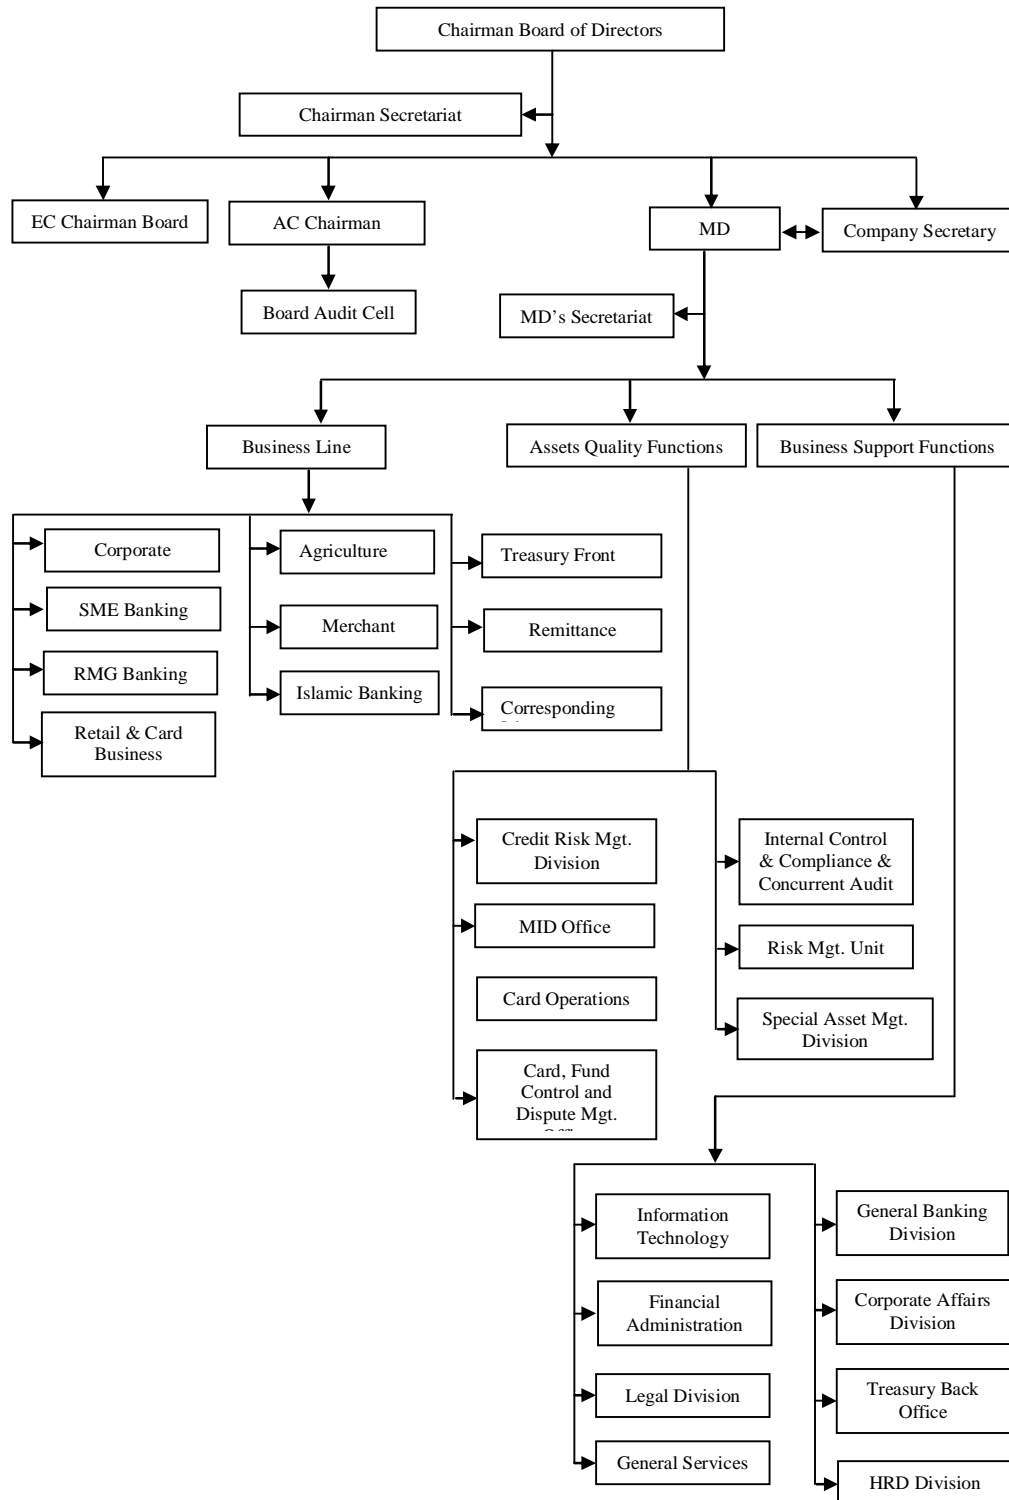 Chairman Board of Directors
Chairman Secretariat
EC Chairman Board
AC Chairman
MD
Company Secretary
Board Audit Cell
MD’s Secretariat
Business Line
Assets Quality Functions
Business Support Functions
Corporate
SME Banking
RMG Banking
Retail & Card
Business
Agriculture
Merchant
Islamic Banking
Treasury Front
Remittance
Corresponding
Credit Risk Mgt.
Division
MID Office
Card Operations
Card, Fund
Control and
Dispute Mgt.
Internal Control
& Compliance &
Concurrent Audit
Risk Mgt. Unit
Special Asset Mgt.
Division
Information
Technology
Financial
Administration
Legal Division
General Services
General Banking
Division
Corporate Affairs
Division
Treasury Back
Office
HRD Division